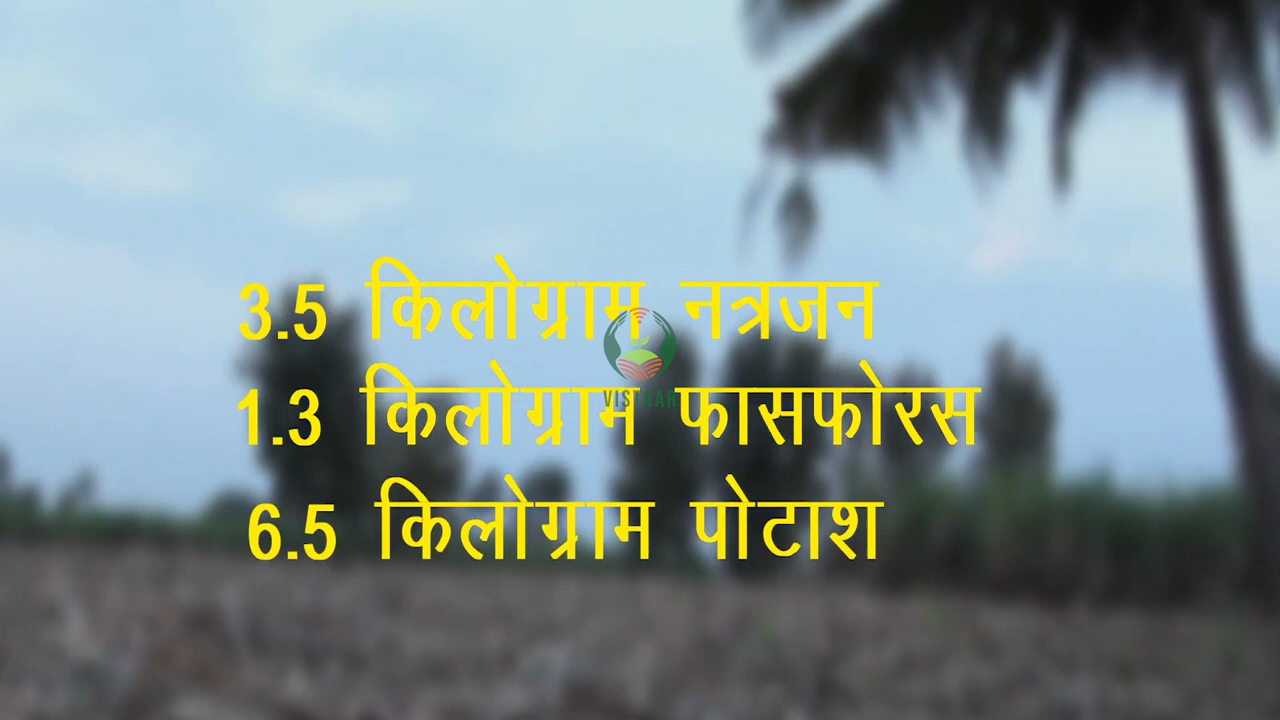 3.5 किलोग्राम नत्रजन
1.3 किलोग्राम फासफोरस
6.5 किलोग्राम पोटाश